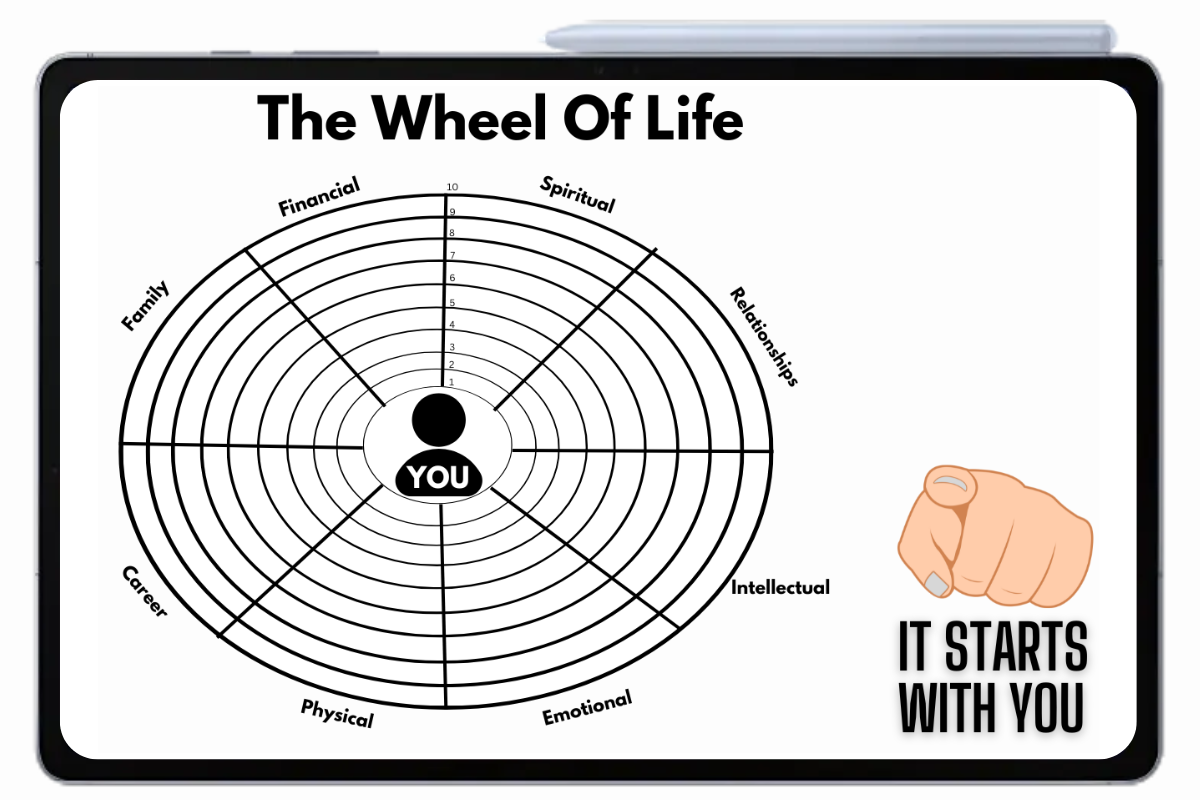 The Wheel Of Life
Financial
Spiritual
Family
Relationships
10
9
8
7
6
5
4
3
2
1
YOU
Career
Intellectual
Physical
Emotional
IT STARTS
WITH YOU